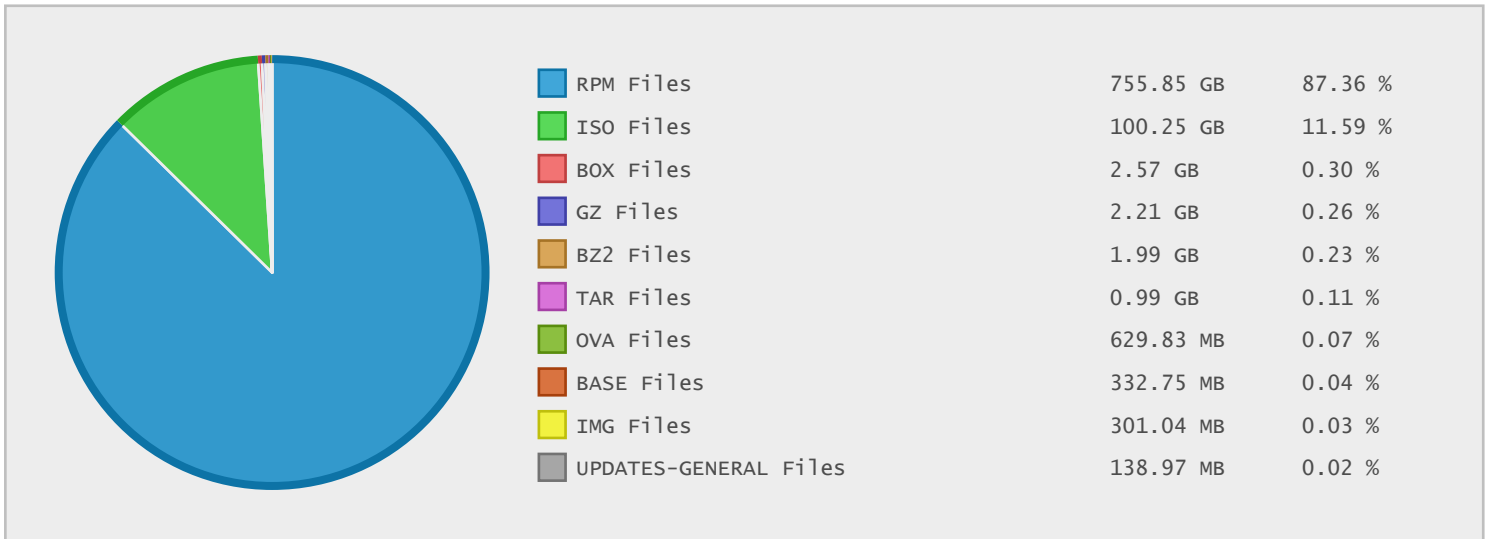 RPM Files 755.85 GB 87.36 %
ISO Files 100.25 GB 11.59 %
BOX Files 2.57 GB 0.30 %
GZ Files 2.21 GB 0.26 %
BZ2 Files 1.99 GB 0.23 %
TAR Files 0.99 GB 0.11 %
OVA Files 629.83 MB 0.07 %
BASE Files 332.75 MB 0.04 %
IMG Files 301.04 MB 0.03 %
UPDATES-GENERAL Files 138.97 MB 0.02 %